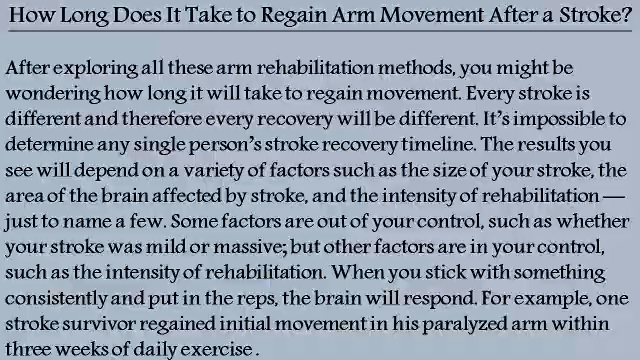 How Long Does It Take to Regain Arm Movement After a Stroke?
After exploring all these arm rehabilitation methods, you might be
wondering how long it will take to regain movement. Every stroke is
different and therefore every recovery will be different. It's impossible to
determine any single person's stroke recovery timeline. The results you
see will depend on a variety of factors such as the size of your stroke, the
area of the brain affected by stroke, and the intensity of rehabilitation —
just to name a few. Some factors are out of your control, such as whether
your stroke was mild or massive; but other factors are in your control,
such as the intensity of rehabilitation. When you stick with something
consistently and put in the reps, the brain will respond. For example, one
stroke survivor regained initial movement in his paralyzed arm within
three weeks of daily exercise.